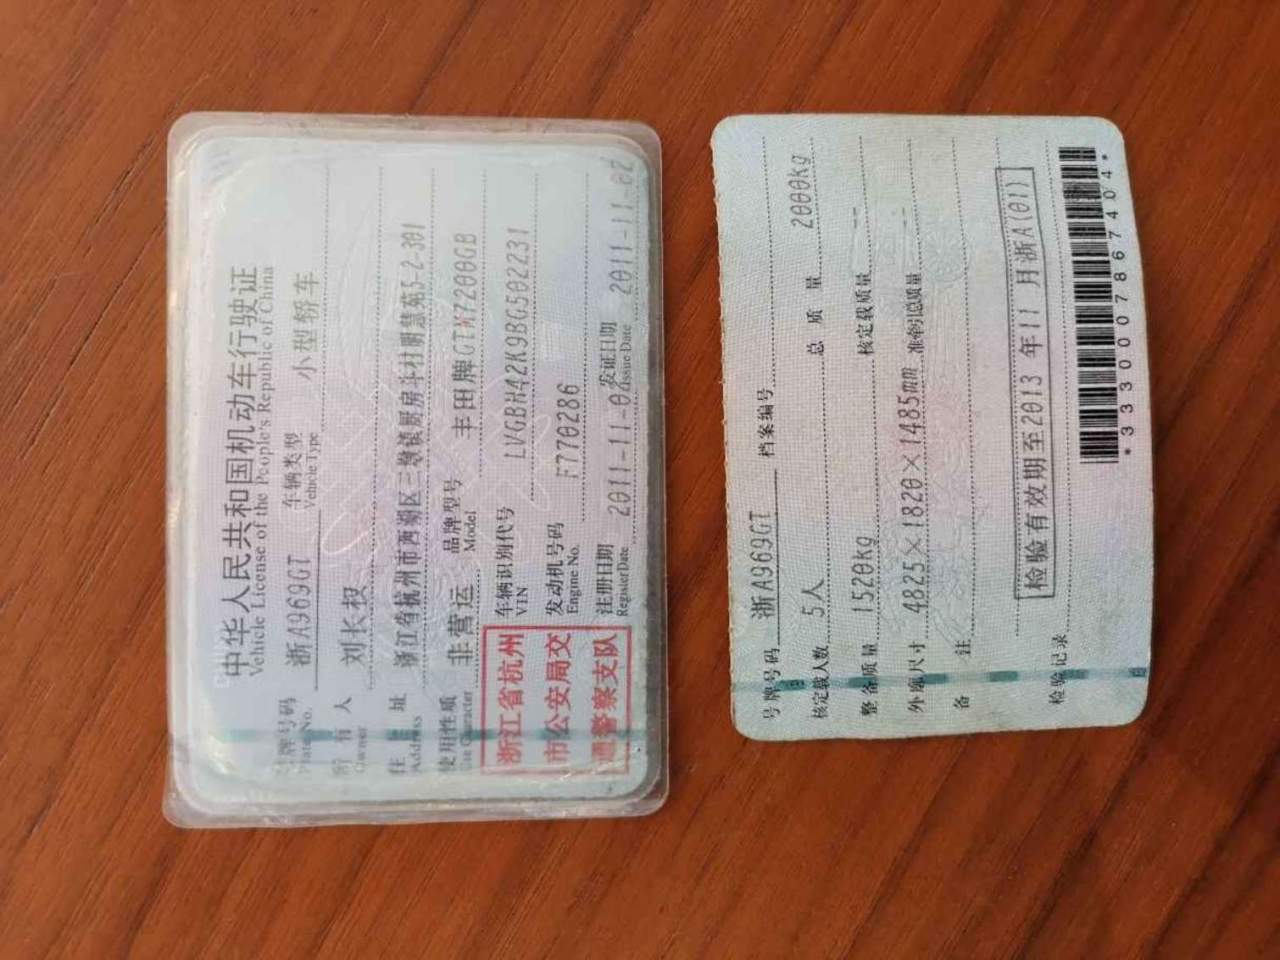 中华人民共和国机动车行驶证
Vehicle License of the People's Republic of China
号牌号码 浙A969GT 车辆类型 小型轿车
Plate No. Vehicle Type
所有人 刘长权
Owner
住址 浙江省杭州市西湖区三墩镇厨房斗村明慧第5-2-301
Address
使用性质 非营运 品牌型号 丰田牌GTM7200GB
Use Character Model
浙江省杭州
市公安局交
通警察支队
车辆识别代号 LVGBH42K9BG502231
VIN
发动机号码 F770286
Engine No.
注册日期 2011-11-02 发证日期 2011-11-02
Register Date Issue Date
号牌号码 浙A969GT 档案编号
核定载人数 5人 总质量 2000kg
整备质量 1520kg 核定载质量 --
外廓尺寸 4825×1820×1485mm 准牵引总质量 --
备注
检验有效期至2013年11月浙A(01)
检验记录
*3330007867404*